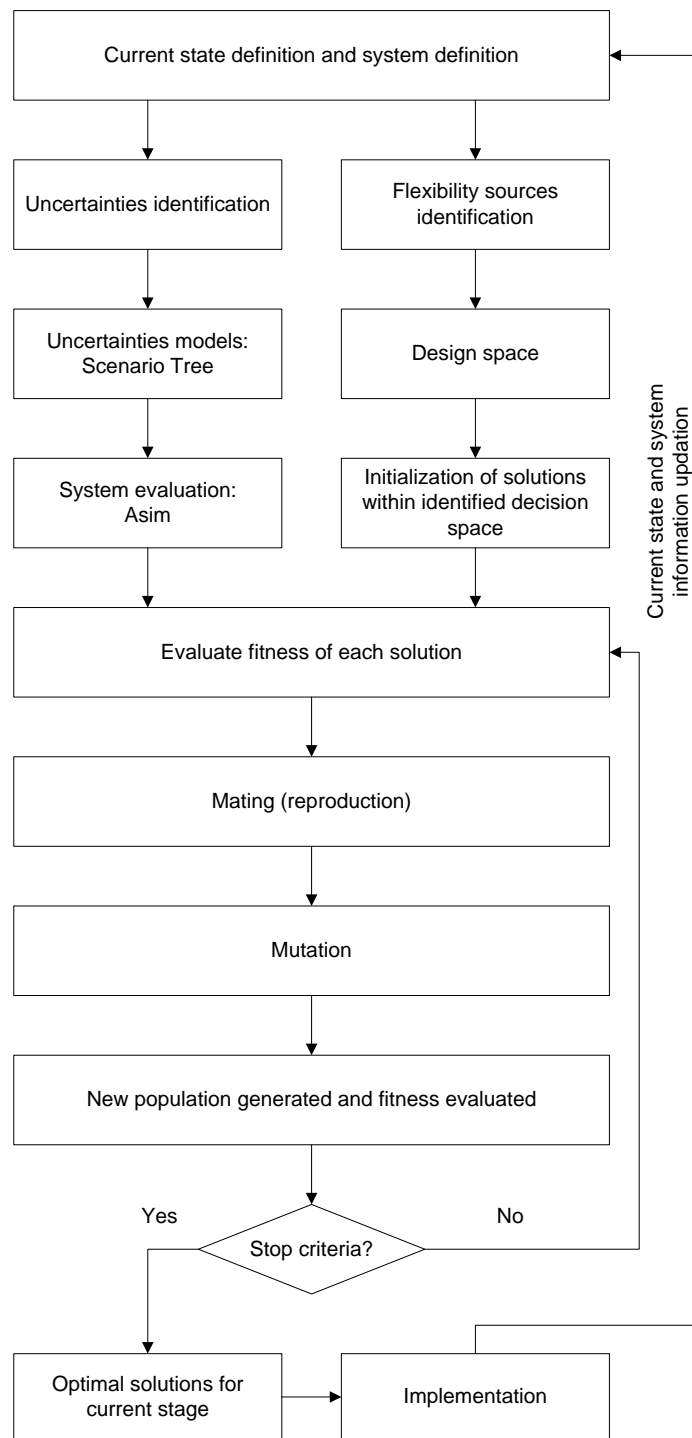 Current state definition and system definition
Uncertainties identification
Flexibility sources
identification
Uncertainties models:
Scenario Tree
Design space
System evaluation:
Asim
Initialization of solutions
within identified decision
space
Current state and system
information updation
Evaluate fitness of each solution
Mating (reproduction)
Mutation
New population generated and fitness evaluated
Yes
No
Stop criteria?
Optimal solutions for
current stage
Implementation